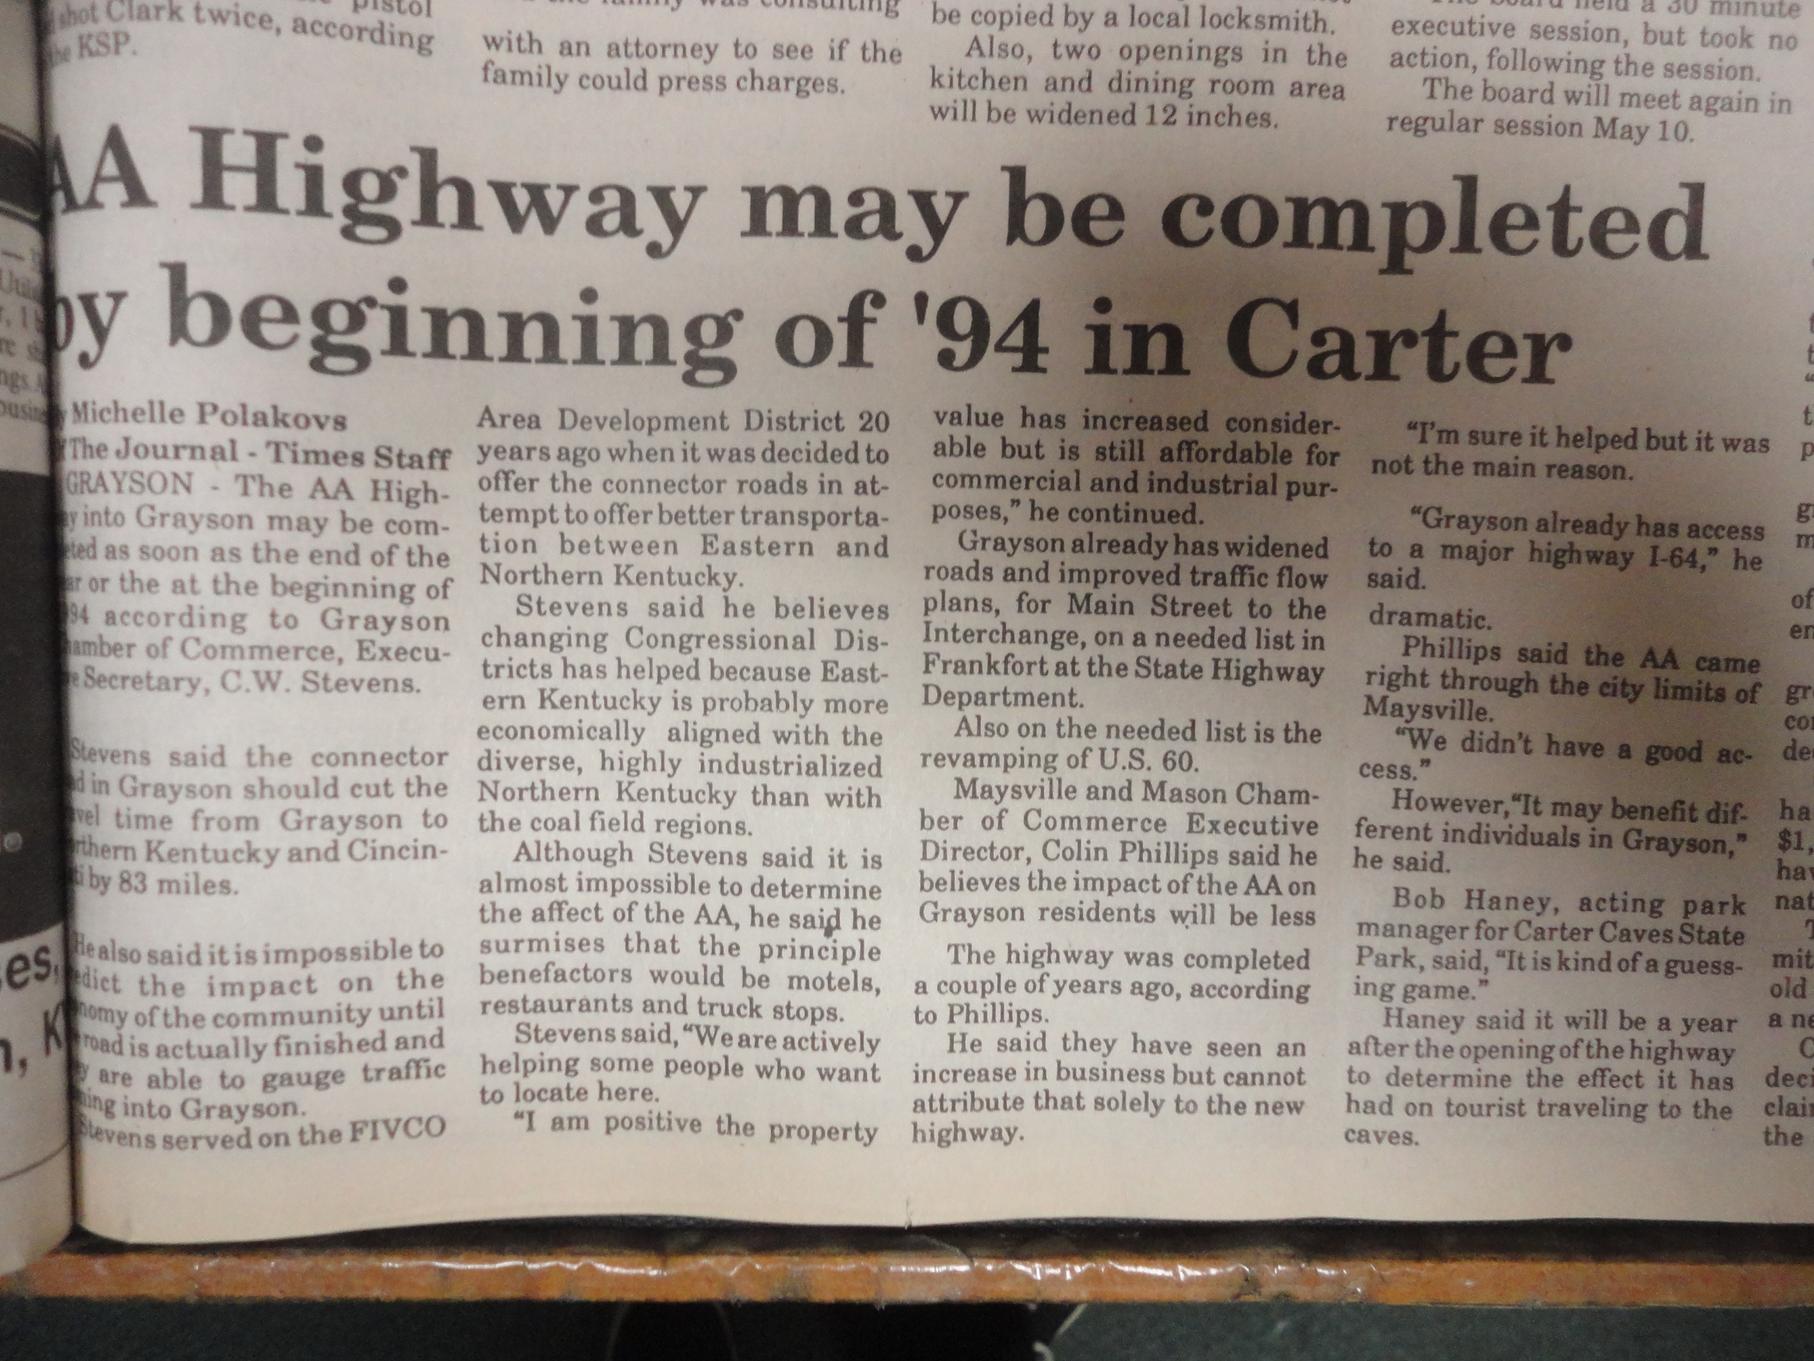 pistol
shot Clark twice, according
the KSP.
with an attorney to see if the
family could press charges.
be copied by a local locksmith.
Also, two openings in the
kitchen and dining room area
will be widened 12 inches.
The board held a 30 minute
executive session, but took no
action, following the session.
The board will meet again in
regular session May 10.
AA Highway may be completed
by beginning of '94 in Carter
Michelle Polakovs
The Journal - Times Staff
GRAYSON - The AA High-
into Grayson may be com-
as soon as the end of the
or the at the beginning of
94 according to Grayson
of Commerce, Execu-
Secretary, C.W. Stevens.
Stevens said the connector
in Grayson should cut the
time from Grayson to
Kentucky and Cincin-
by 83 miles.
He also said it is impossible to
the impact on the
of the community until
road is actually finished and
are able to gauge traffic
into Grayson.
Stevens served on the FIVCO
Area Development District 20
years ago when it was decided to
offer the connector roads in at-
tempt to offer better transporta-
tion between Eastern and
Northern Kentucky.
Stevens said he believes
changing Congressional Dis-
tricts has helped because East-
ern Kentucky is probably more
economically aligned with the
diverse, highly industrialized
Northern Kentucky than with
the coal field regions.
Although Stevens said it is
almost impossible to determine
the affect of the AA, he said he
surmises that the principle
benefactors would be motels,
restaurants and truck stops.
Stevens said, “We are actively
helping some people who want
to locate here.
“I am positive the property
value has increased consider-
able but is still affordable for
commercial and industrial pur-
poses,” he continued.
Grayson already has widened
roads and improved traffic flow
plans, for Main Street to the
Interchange, on a needed list in
Frankfort at the State Highway
Department.
Also on the needed list is the
revamping of U.S. 60.
Maysville and Mason Cham-
ber of Commerce Executive
Director, Colin Phillips said he
believes the impact of the AA on
Grayson residents will be less
The highway was completed
a couple of years ago, according
to Phillips.
He said they have seen an
increase in business but cannot
attribute that solely to the new
highway.
“I'm sure it helped but it was
not the main reason.
“Grayson already has access
to a major highway I-64,” he
said.
dramatic.
Phillips said the AA came
right through the city limits of
Maysville.
“We didn't have a good ac-
cess.”
However,“It may benefit dif-
ferent individuals in Grayson,”
he said.
Bob Haney, acting park
manager for Carter Caves State
Park, said, “It is kind of a guess-
ing game.”
Haney said it will be a year
after the opening of the highway
to determine the effect it has
had on tourist traveling to the
caves.